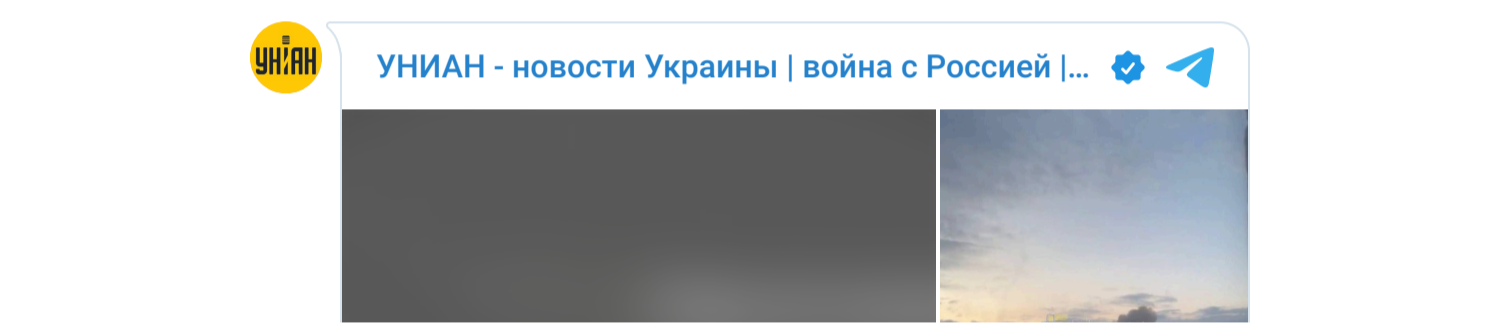 УНІАН
УНИАН - новости Украины | война с Россией |...